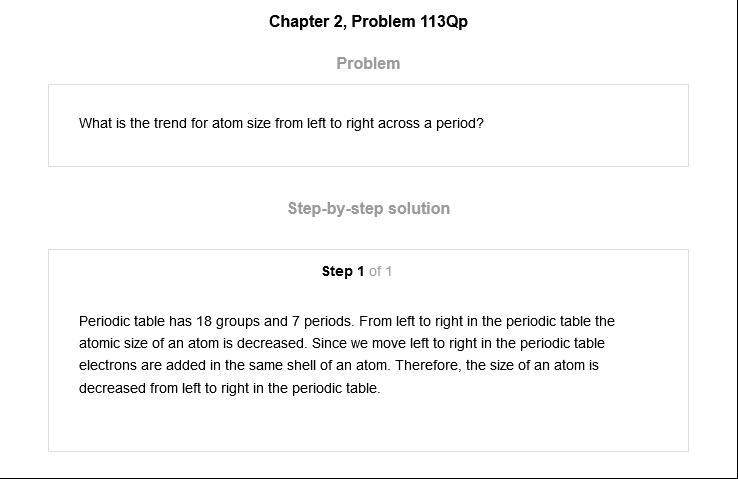 Chapter 2, Problem 113Qp
Problem
What is the trend for atom size from left to right across a period?
Step-by-step solution
Step 1 of 1
Periodic table has 18 groups and 7 periods. From left to right in the periodic table the
atomic size of an atom is decreased. Since we move left to right in the periodic table
electrons are added in the same shell of an atom. Therefore, the size of an atom is
decreased from left to right in the periodic table.